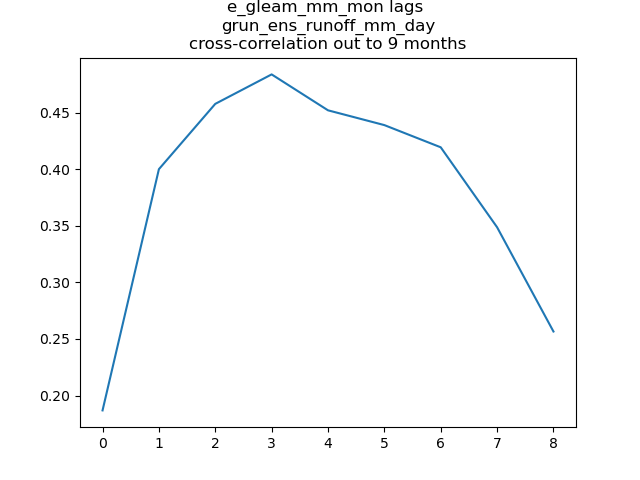 e_gleam_mm_mon lags
grun_ens_runoff_mm_day
cross-correlation out to 9 months
0.45
0.40
0.35
0.30
0.25
0.20
0 1 2 3 4 5 6 7 8